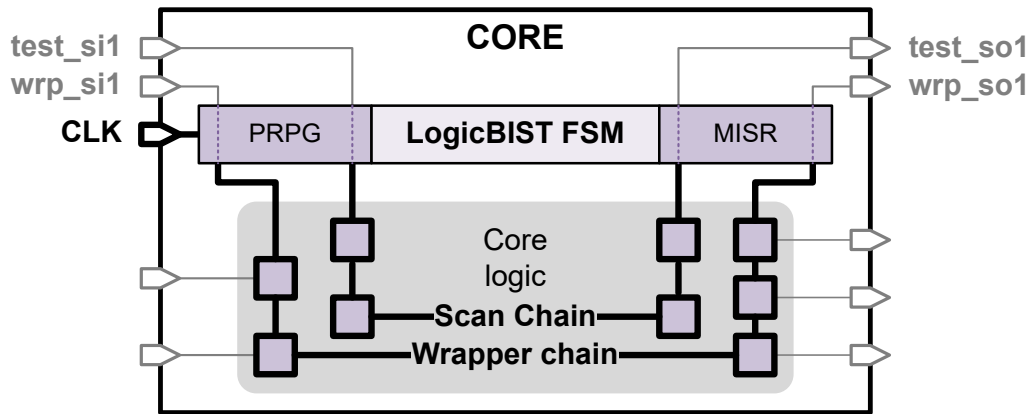 CORE
test_si1
test_so1
wrp_si1
wrp_so1
CLK
PRPG
LogicBIST FSM
MISR
Core
logic
Scan Chain
Wrapper chain